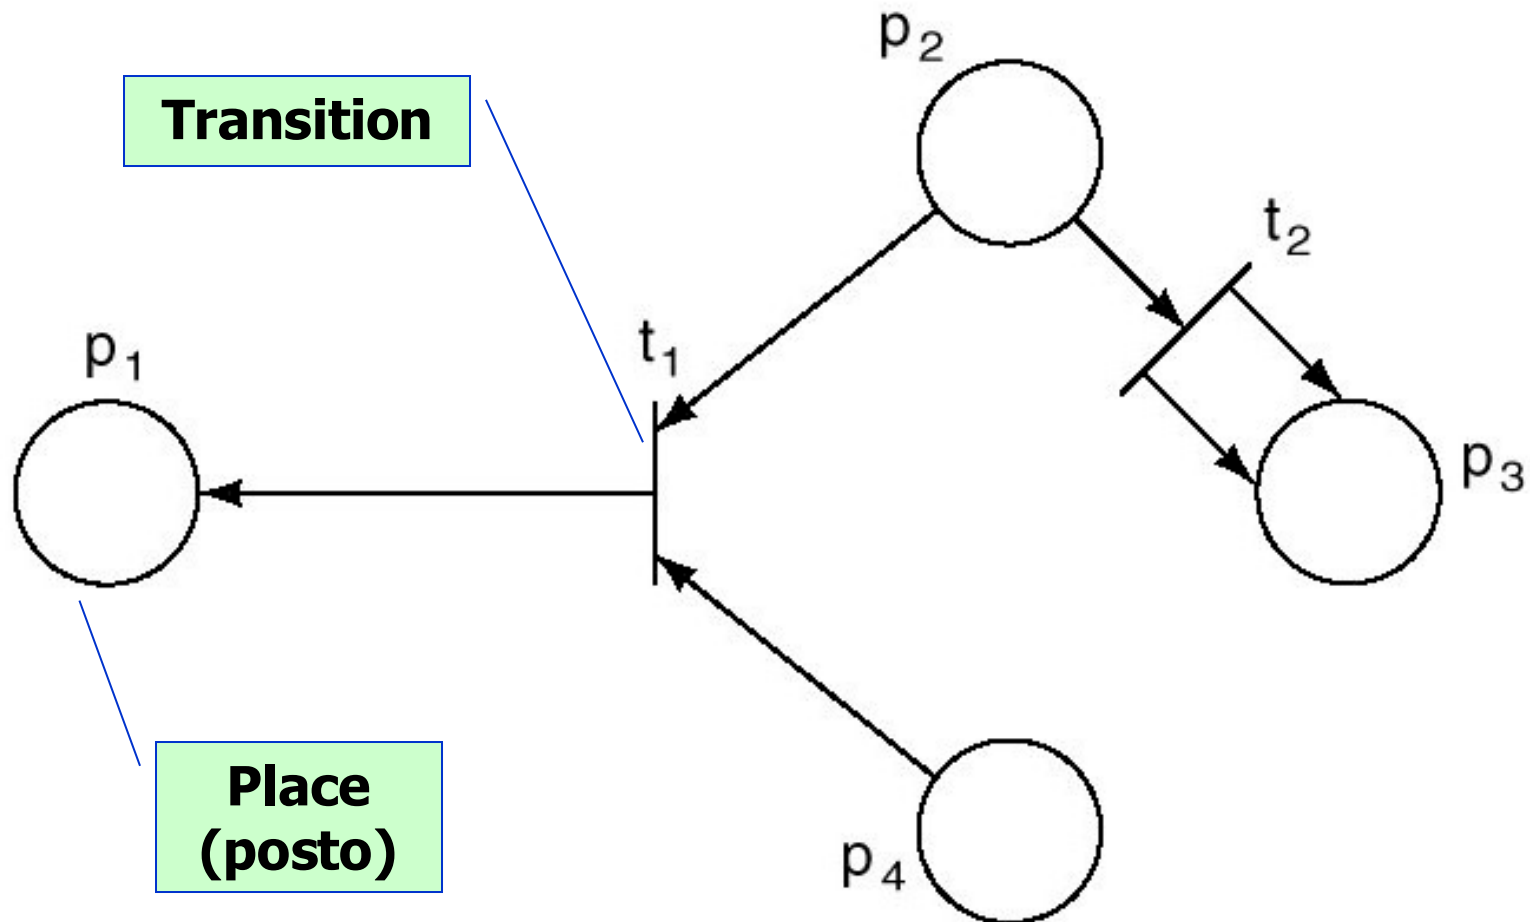 p₂
Transition
t₂
t₁
p₁
p₃
Place
(posto)
p₄